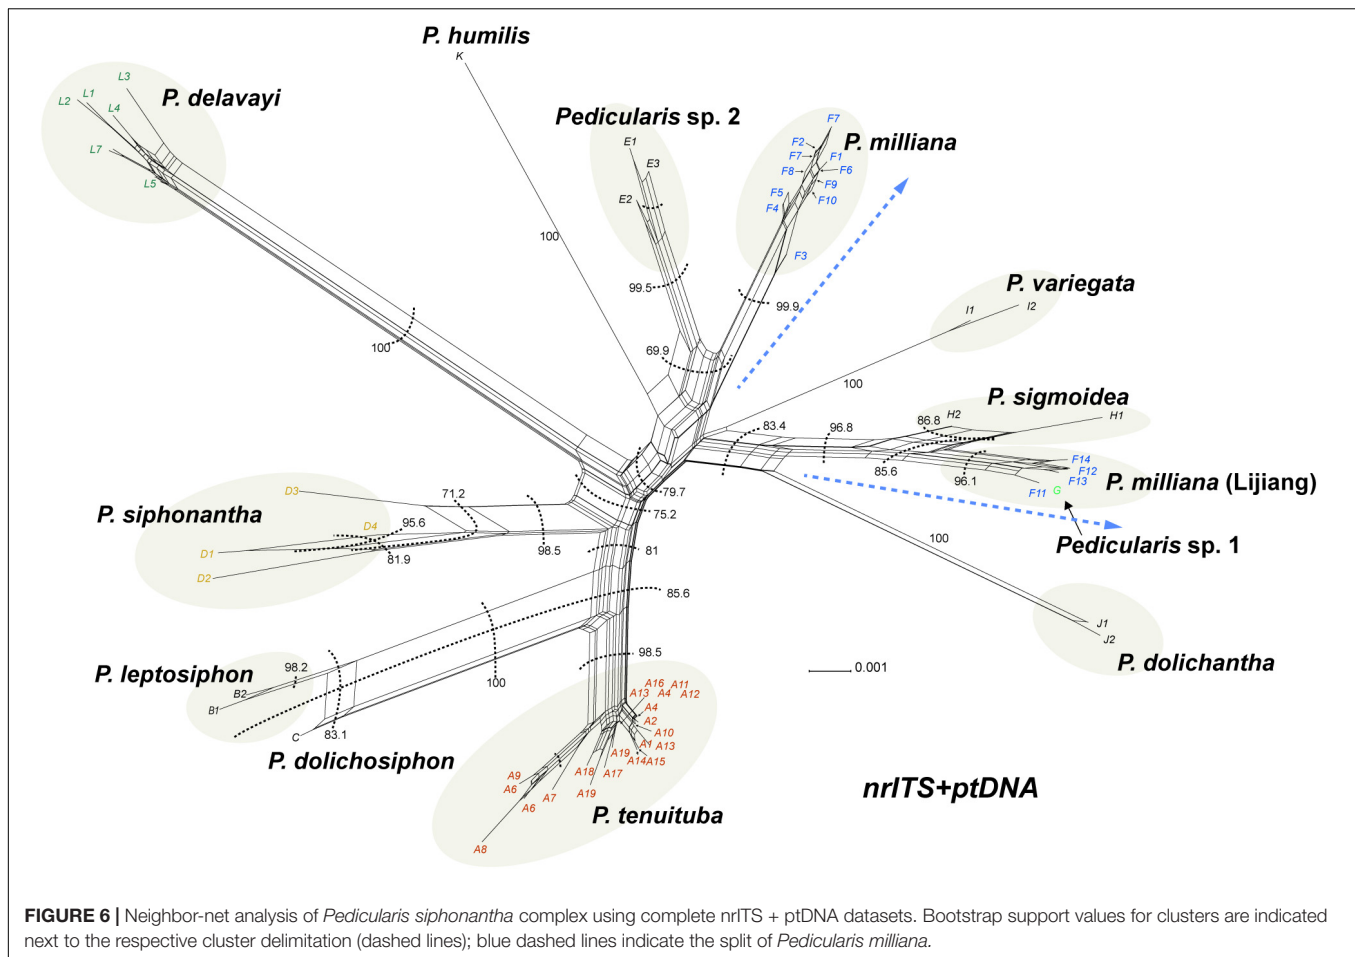 P. humilis
K
L3
L1
L2
L4
P. delavayi
L7
L5
Pedicularis sp. 2
E1
E3
E2
F7
P. milliana
F2
F7
F1
F8
F6
F9
F5
F10
F4
F3
100
99.5
99.9
69.9
100
P. variegata
I1
I2
100
P. sigmoidea
H2
H1
86.8
96.8
83.4
85.6
96.1
F14
F12
F13
F11
G
P. milliana (Lijiang)
Pedicularis sp. 1
79.7
75.2
D3
71.2
P. siphonantha
D4
95.6
D1
81.9
D2
98.5
81
100
85.6
J1
J2
P. dolichantha
P. leptosiphon
98.2
B2
B1
100
98.5
0.001
83.1
C
P. dolichosiphon
A16
A11
A13
A4
A12
A4
A2
A10
A1
A13
A19
A14
A15
A18
A17
A9
A6
A7
A19
A6
P. tenuituba
A8
nrITS+ptDNA
FIGURE 6 | Neighbor-net analysis of Pedicularis siphonantha complex using complete nrITS + ptDNA datasets. Bootstrap support values for clusters are indicated
next to the respective cluster delimitation (dashed lines); blue dashed lines indicate the split of Pedicularis milliana.